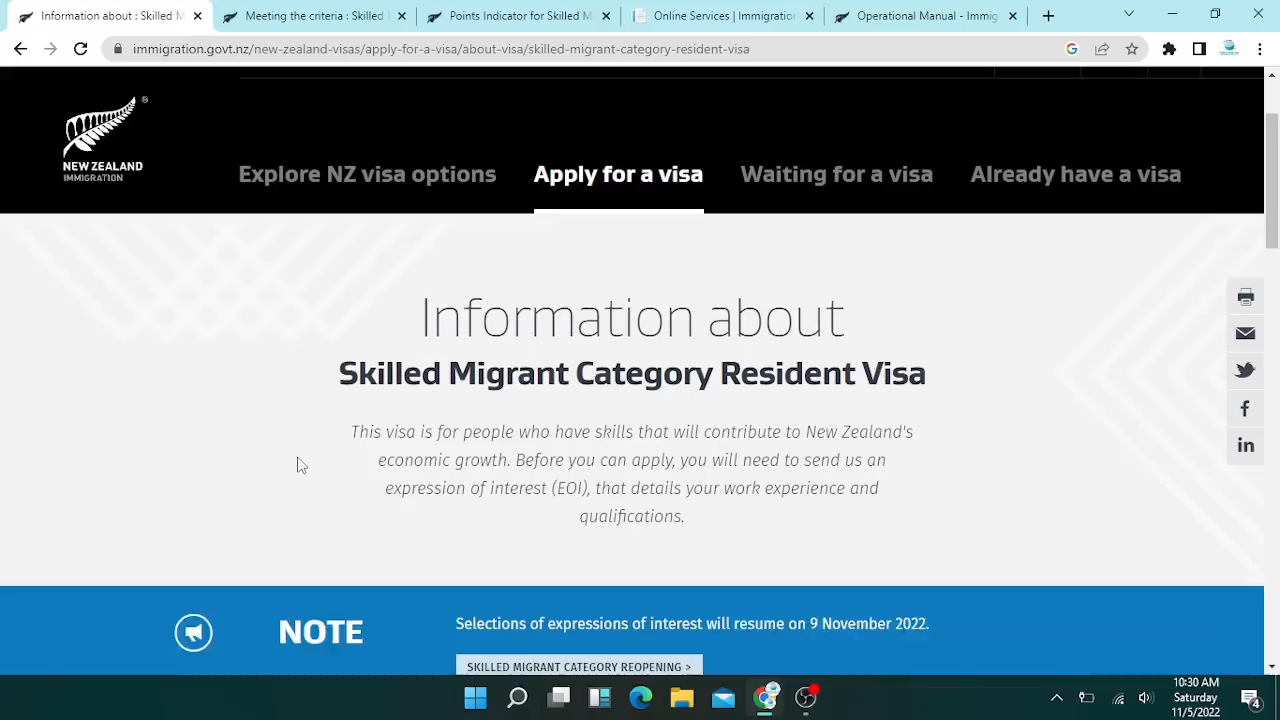 Information about : Skilled M
Meeting the criteria : Skilled
Points Indicator for Skilled M
Online Services | Immigration
Operational Manual - Immig
immigration.govt.nz/new-zealand-visas/apply-for-a-visa/about-visa/skilled-migrant-category-resident-visa
NEW ZEALAND
IMMIGRATION
®
Explore NZ visa options
Apply for a visa
Waiting for a visa
Already have a visa
Information about
Skilled Migrant Category Resident Visa
This visa is for people who have skills that will contribute to New Zealand's
economic growth. Before you can apply, you will need to send us an
expression of interest (EOI), that details your work experience and
qualifications.
NOTE
Selections of expressions of interest will resume on 9 November 2022.
SKILLED MIGRANT CATEGORY REOPENING >
10:30 AM
Saturday
11/5/2022
4